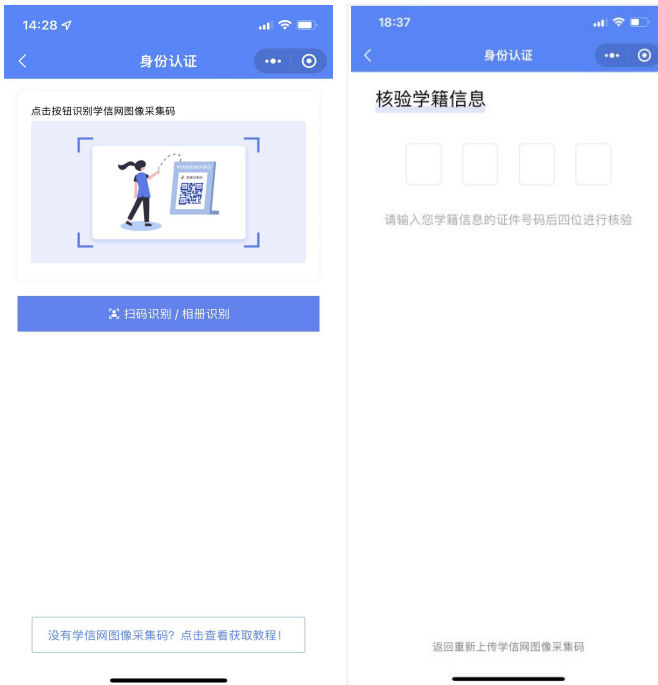 14:28
身份认证
点击按钮识别学信网图像采集码
扫码识别 / 相册识别
没有学信网图像采集码？点击查看获取教程！
18:37
身份认证
核验学籍信息
请输入您学籍信息的证件号码后四位进行核验
返回重新上传学信网图像采集码